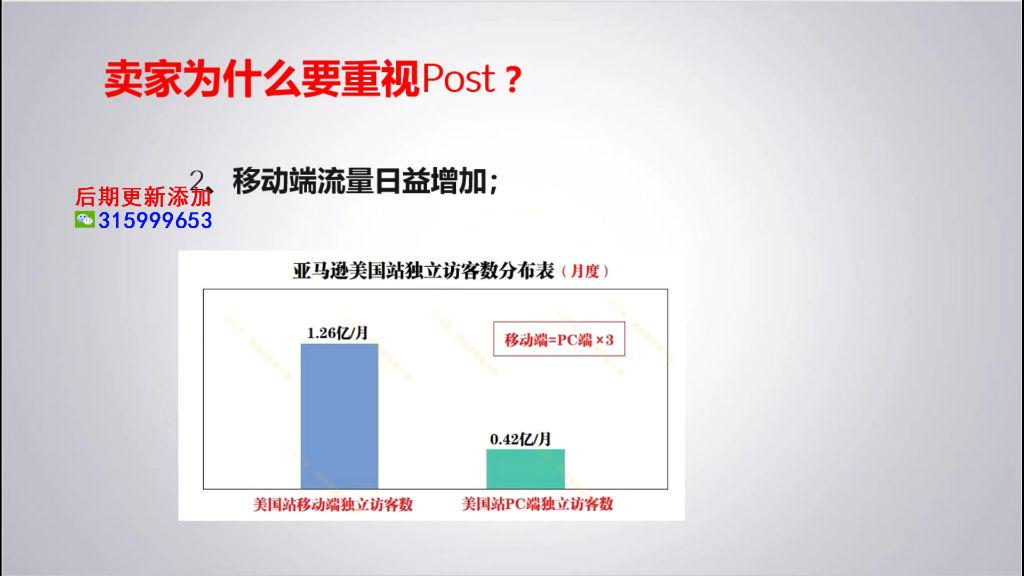 卖家为什么要重视Post？
2、移动端流量日益增加；
后期更新添加
315999653
亚马逊美国站独立访客数分布表（月度）
1.26亿/月
移动端=PC端×3
0.42亿/月
美国站移动端独立访客数
美国站PC端独立访客数